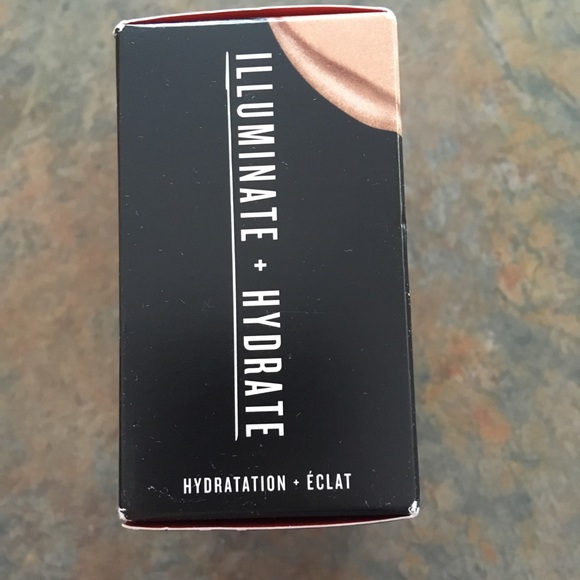 ILLUMINATE + HYDRATE
HYDRATATION + ÉCLAT